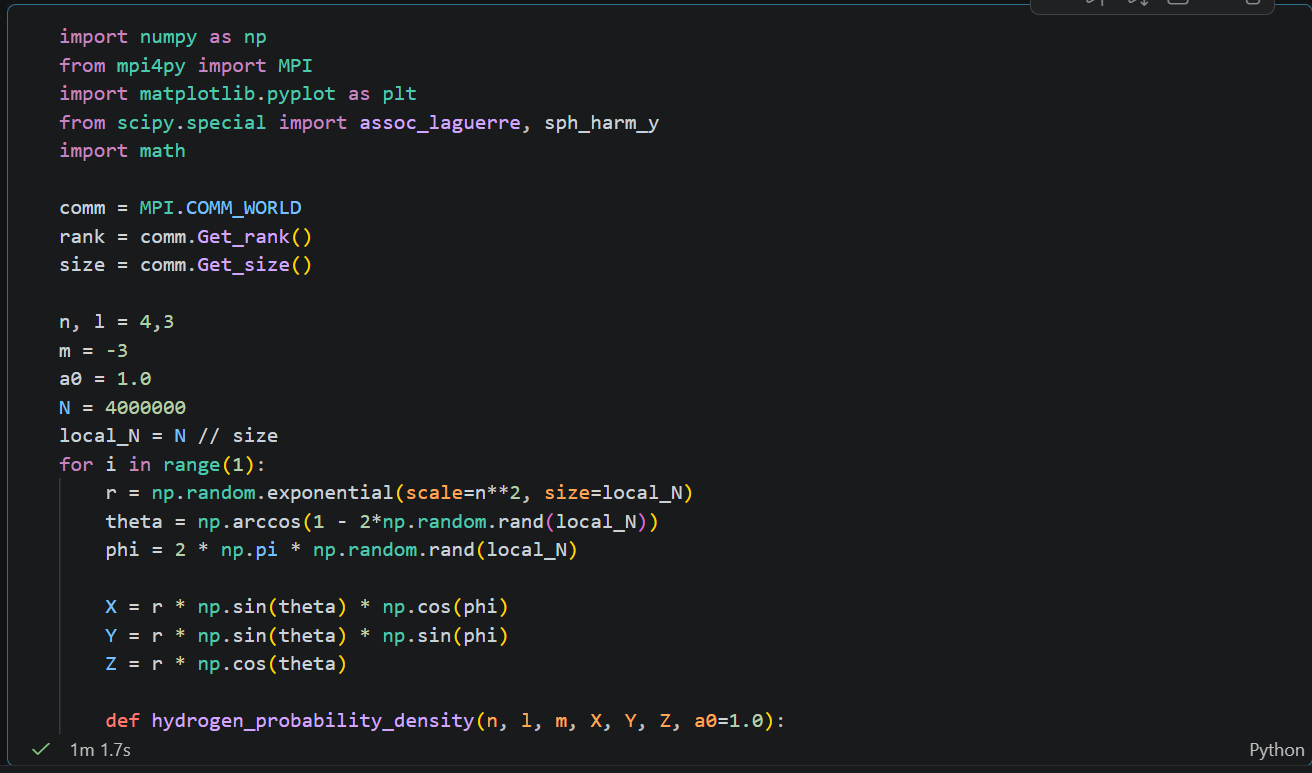 import numpy as np
from mpi4py import MPI
import matplotlib.pyplot as plt
from scipy.special import assoc_laguerre, sph_harm_y
import math
comm = MPI.COMM_WORLD
rank = comm.Get_rank()
size = comm.Get_size()
n, l = 4,3
m = -3
a0 = 1.0
N = 4000000
local_N = N // size
for i in range(1):
    r = np.random.exponential(scale=n**2, size=local_N)
    theta = np.arccos(1 - 2*np.random.rand(local_N))
    phi = 2 * np.pi * np.random.rand(local_N)
    X = r * np.sin(theta) * np.cos(phi)
    Y = r * np.sin(theta) * np.sin(phi)
    Z = r * np.cos(theta)
    def hydrogen_probability_density(n, l, m, X, Y, Z, a0=1.0):
1m 1.7s
Python